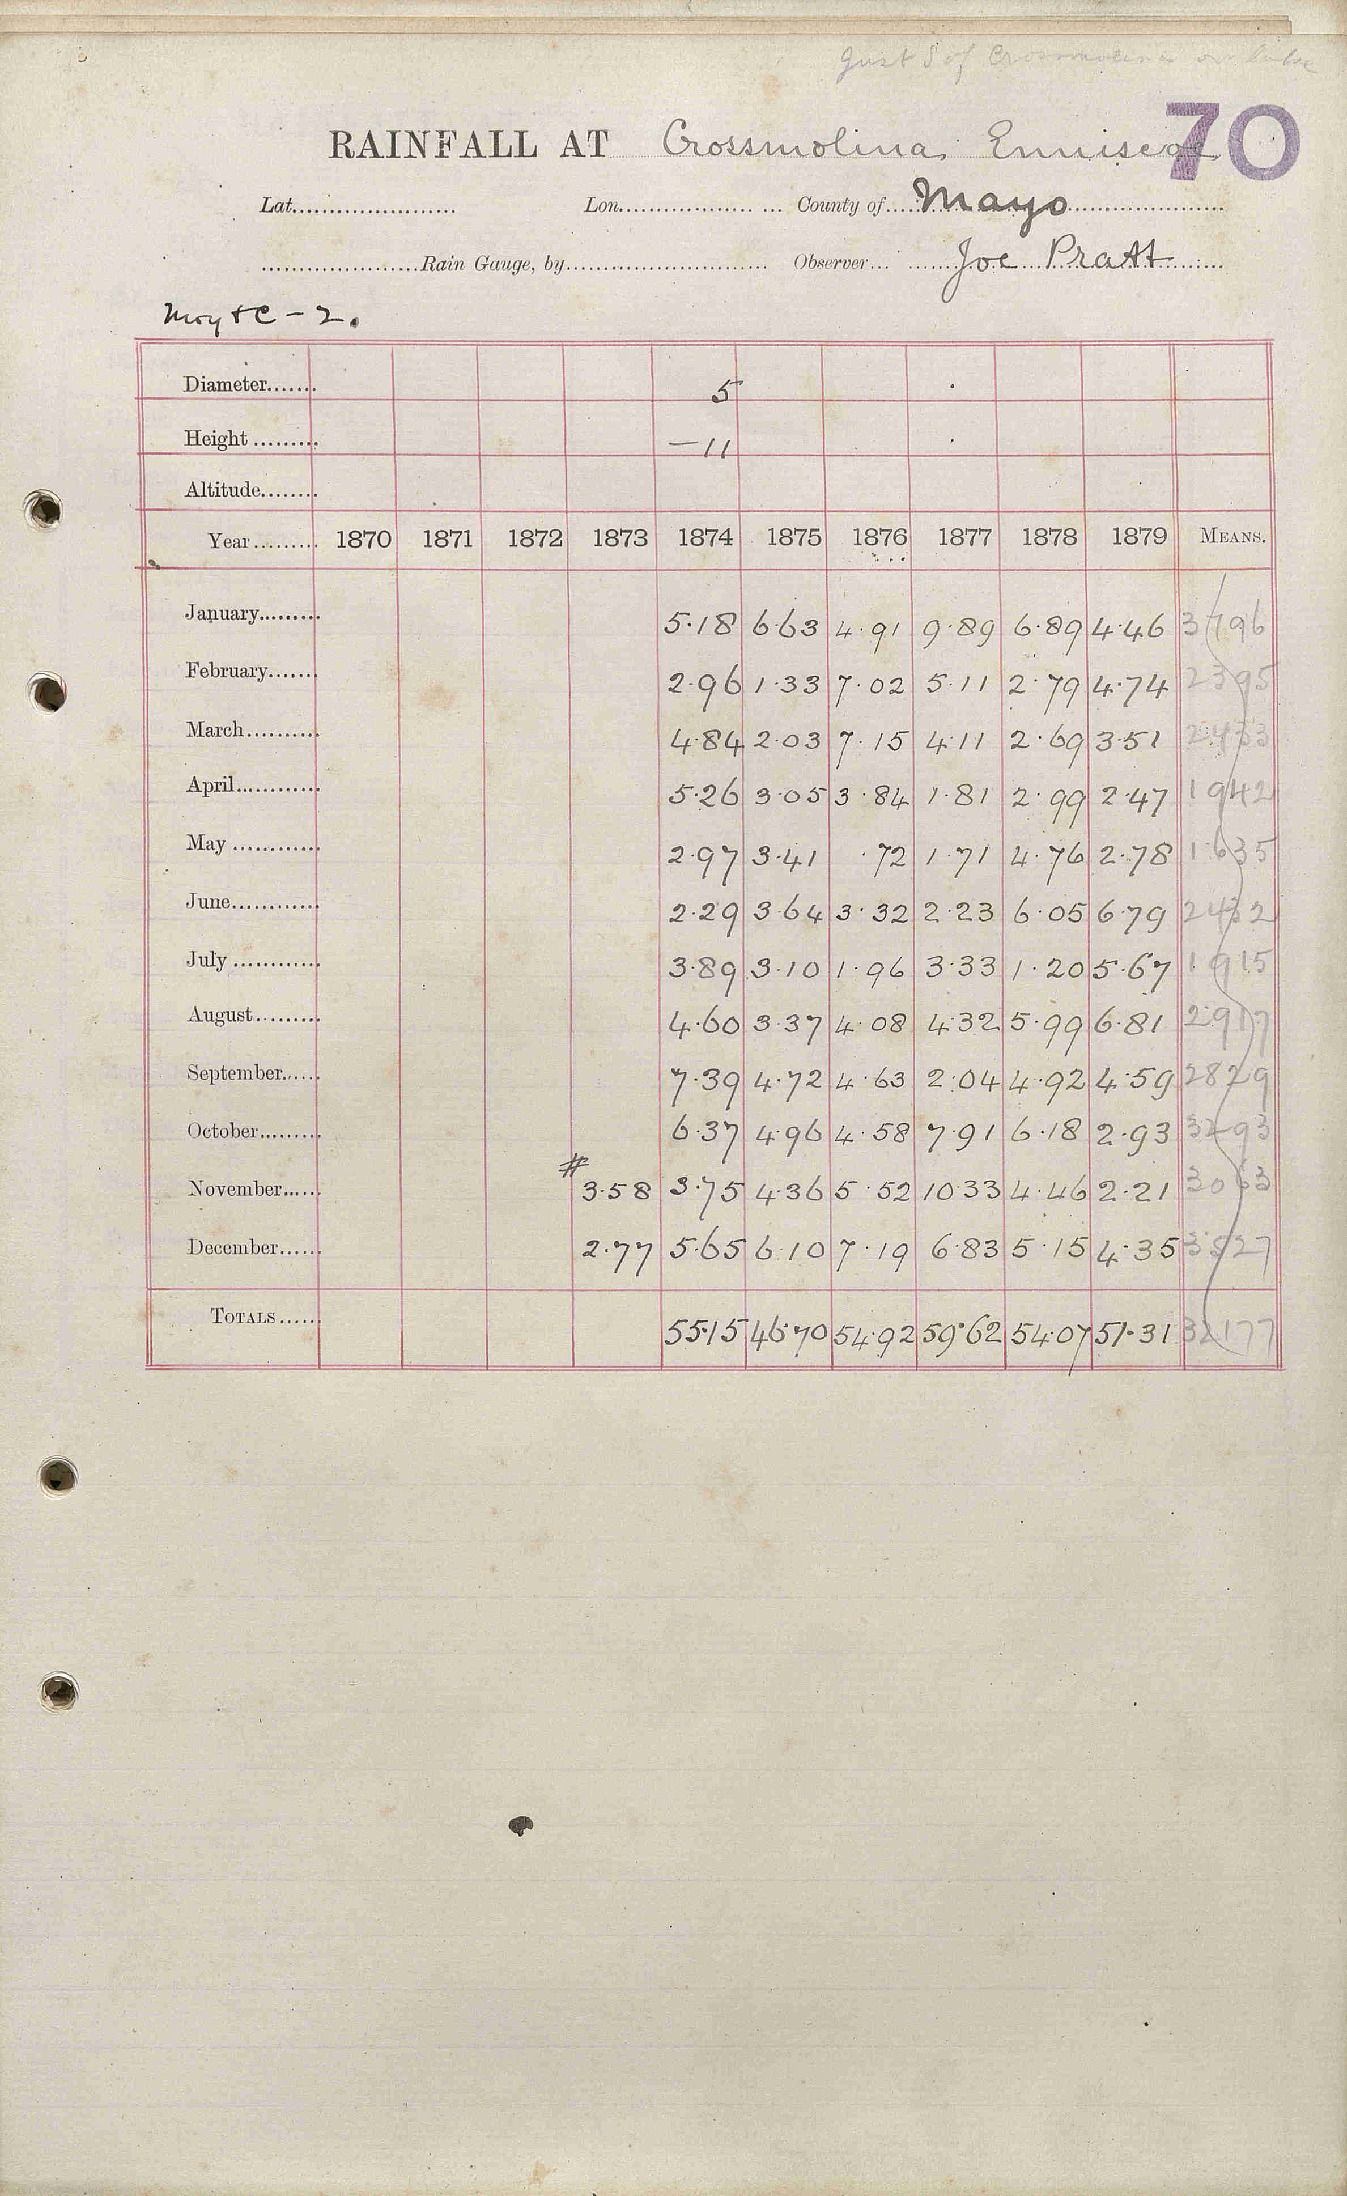 Just S of Crossmolina on lake
70
RAINFALL AT Crossmolina, Enniscoe
Lat...................... Lon.................. ... County of.....Mayo
.....................Rain Gauge, by........................... Observer... Joe Pratt
Moy & C - 2.
Diameter....... 5
Height ......... —11
Altitude........
Year......... 1870 1871 1872 1873 1874 1875 1876 1877 1878 1879 MEANS.
January......... 5.18 6.63 4.91 9.89 6.89 4.46 3796
February....... 2.96 1.33 7.02 5.11 2.79 4.74 2395
March.......... 4.84 2.03 7.15 4.11 2.69 3.51 2433
April............ 5.26 3.05 3.84 1.81 2.99 2.47 1942
May ............ 2.97 3.41 .72 1.71 4.76 2.78 1635
June............ 2.29 3.64 3.32 2.23 6.05 6.79 2432
July ............ 3.89 3.10 1.96 3.33 1.20 5.67 1915
August......... 4.60 3.37 4.08 4.32 5.99 6.81 2917
September...... 7.39 4.72 4.63 2.04 4.92 4.59 2829
October......... 6.37 4.96 4.58 7.91 6.18 2.93 3293
November...... # 3.58 3.75 4.36 5.52 10.33 4.46 2.21 3063
December...... 2.77 5.65 6.10 7.19 6.83 5.15 4.35 3527
TOTALS...... 55.15 46.70 54.92 59.62 54.07 51.31 32177